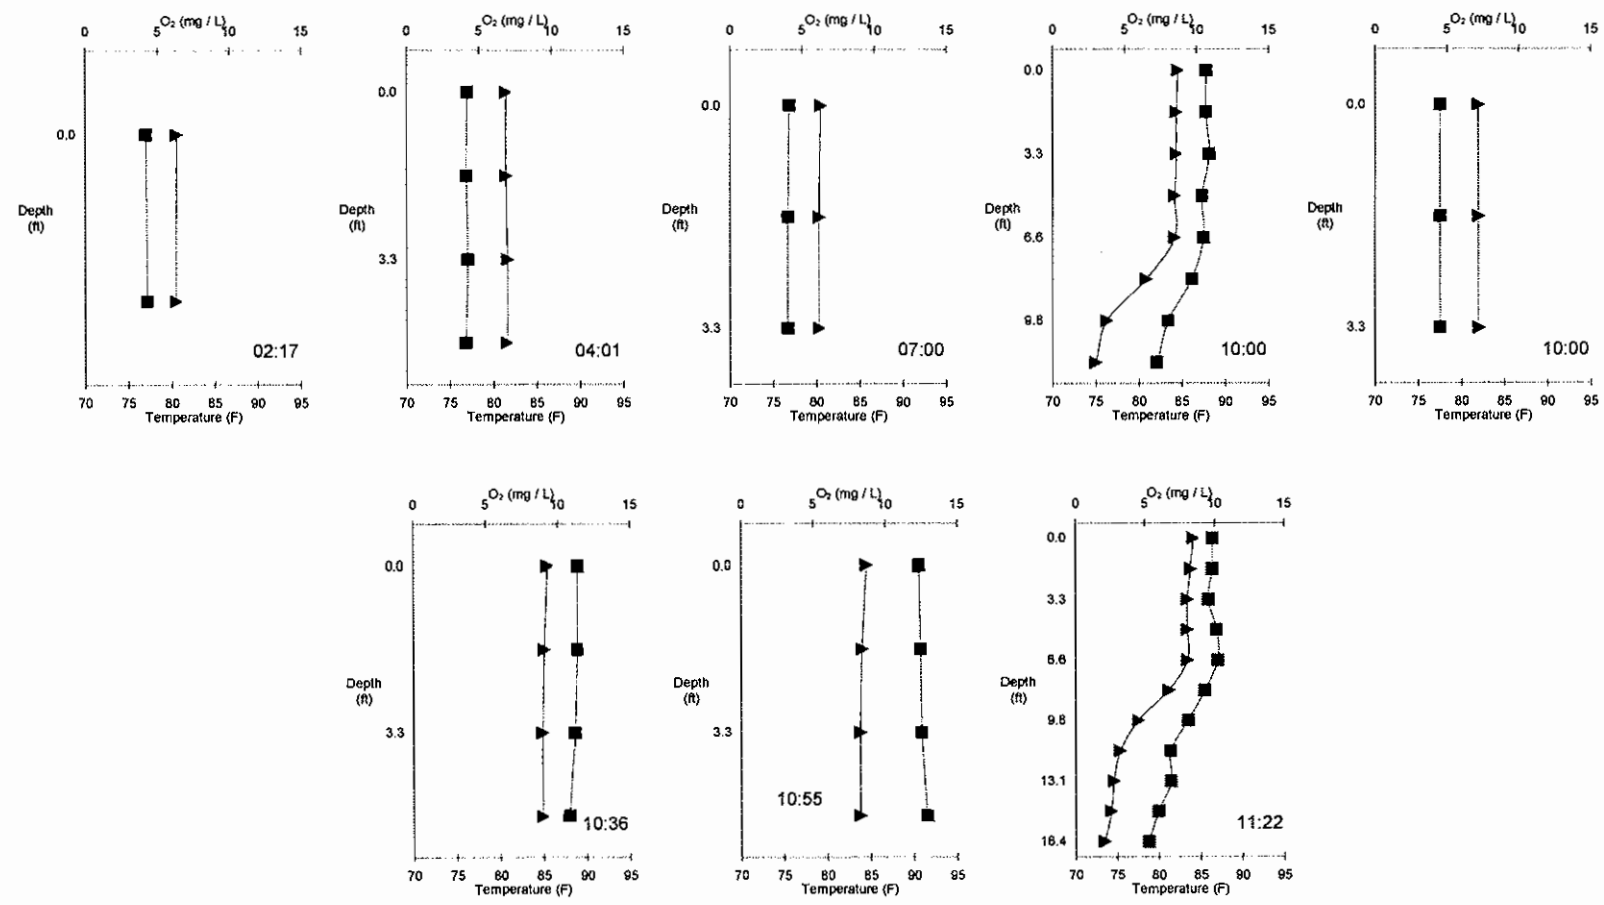 O₂ (mg / L)
0 5 10 15
0.0
Depth
(ft)
02:17
70 75 80 85 90 95
Temperature (F)
O₂ (mg / L)
0 5 10 15
0.0
Depth
(ft)
3.3
04:01
70 75 80 85 90 95
Temperature (F)
O₂ (mg / L)
0 5 10 15
0.0
Depth
(ft)
3.3
07:00
70 75 80 85 90 95
Temperature (F)
O₂ (mg / L)
0 5 10 15
0.0
3.3
Depth
(ft)
6.6
9.8
10:00
70 75 80 85 90 95
Temperature (F)
O₂ (mg / L)
0 5 10 15
0.0
Depth
(ft)
3.3
10:00
70 75 80 85 90 95
Temperature (F)
O₂ (mg / L)
0 5 10 15
0.0
Depth
(ft)
3.3
10:36
70 75 80 85 90 95
Temperature (F)
O₂ (mg / L)
0 5 10 15
0.0
Depth
(ft)
3.3
10:55
70 75 80 85 90 95
Temperature (F)
O₂ (mg / L)
0 5 10 15
0.0
3.3
6.6
Depth
(ft)
9.8
13.1
16.4
11:22
70 75 80 85 90 95
Temperature (F)